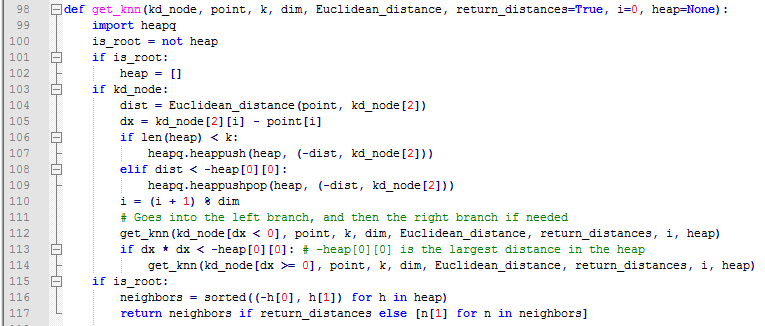 98 def get_knn(kd_node, point, k, dim, Euclidean_distance, return_distances=True, i=0, heap=None):
99     import heapq
100     is_root = not heap
101     if is_root:
102         heap = []
103     if kd_node:
104         dist = Euclidean_distance(point, kd_node[2])
105         dx = kd_node[2][i] - point[i]
106         if len(heap) < k:
107             heapq.heappush(heap, (-dist, kd_node[2]))
108         elif dist < -heap[0][0]:
109             heapq.heappushpop(heap, (-dist, kd_node[2]))
110         i = (i + 1) % dim
111         # Goes into the left branch, and then the right branch if needed
112         get_knn(kd_node[dx < 0], point, k, dim, Euclidean_distance, return_distances, i, heap)
113         if dx * dx < -heap[0][0]: # -heap[0][0] is the largest distance in the heap
114             get_knn(kd_node[dx >= 0], point, k, dim, Euclidean_distance, return_distances, i, heap)
115     if is_root:
116         neighbors = sorted((-h[0], h[1]) for h in heap)
117         return neighbors if return_distances else [n[1] for n in neighbors]